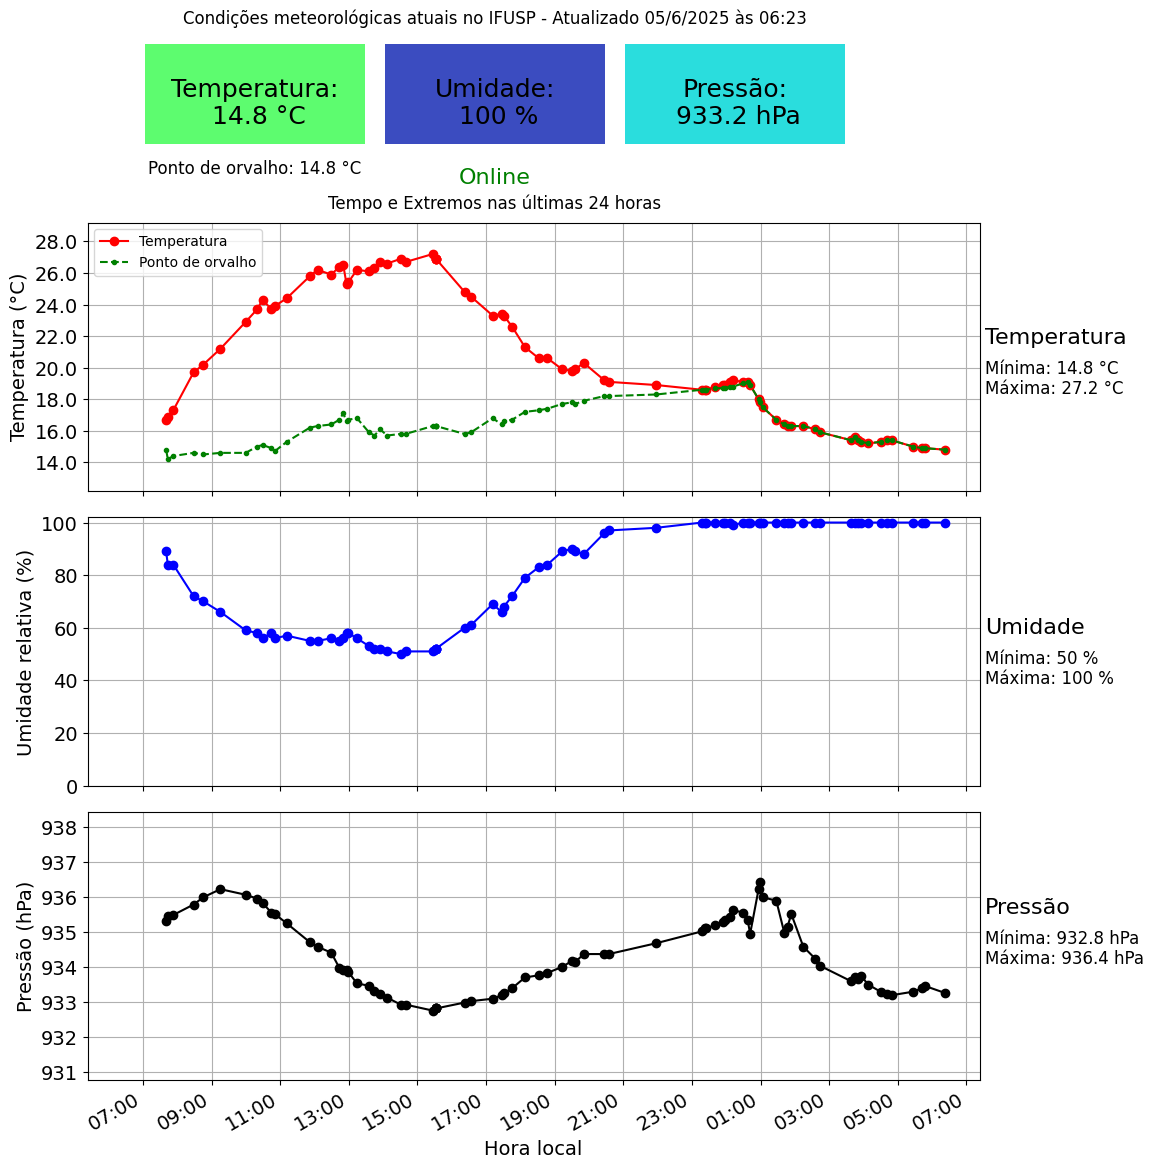 Condições meteorológicas atuais no IFUSP - Atualizado 05/6/2025 às 06:23
Temperatura:
14.8 °C
Umidade:
100 %
Pressão:
933.2 hPa
Ponto de orvalho: 14.8 °C
Online
Tempo e Extremos nas últimas 24 horas
Temperatura
Ponto de orvalho
Temperatura (°C)
28.0
26.0
24.0
22.0
20.0
18.0
16.0
14.0
Temperatura
Mínima: 14.8 °C
Máxima: 27.2 °C
Umidade relativa (%)
100
80
60
40
20
0
Umidade
Mínima: 50 %
Máxima: 100 %
Pressão (hPa)
938
937
936
935
934
933
932
931
Pressão
Mínima: 932.8 hPa
Máxima: 936.4 hPa
07:00 09:00 11:00 13:00 15:00 17:00 19:00 21:00 23:00 01:00 03:00 05:00 07:00
Hora local